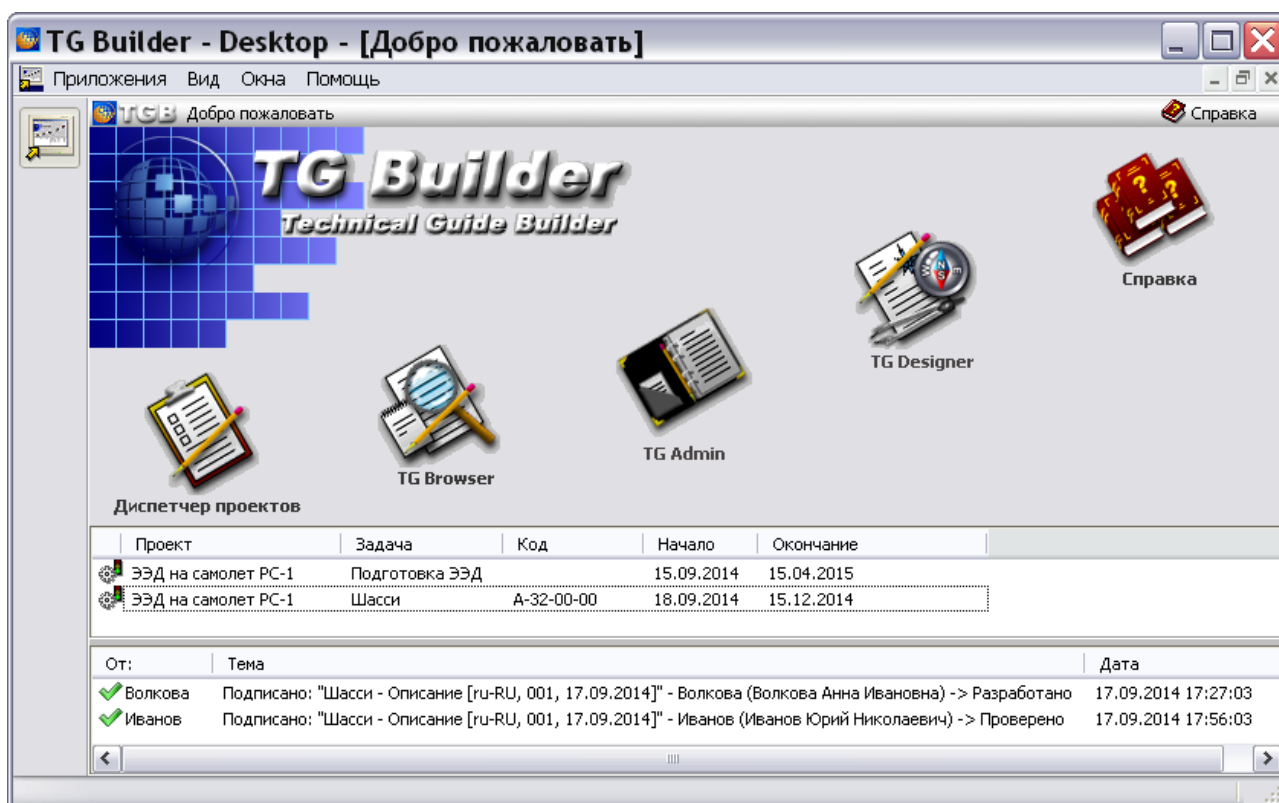 TG Builder - Desktop - [Добро пожаловать]
Приложения Вид Окна Помощь
TGB Добро пожаловать Справка
TG Builder
Technical Guide Builder
Справка
TG Designer
TG Admin
TG Browser
Диспетчер проектов
Проект Задача Код Начало Окончание
ЭЭД на самолет РС-1 Подготовка ЭЭД 15.09.2014 15.04.2015
ЭЭД на самолет РС-1 Шасси А-32-00-00 18.09.2014 15.12.2014
От: Тема Дата
Волкова Подписано: "Шасси - Описание [ru-RU, 001, 17.09.2014]" - Волкова (Волкова Анна Ивановна) -> Разработано 17.09.2014 17:27:03
Иванов Подписано: "Шасси - Описание [ru-RU, 001, 17.09.2014]" - Иванов (Иванов Юрий Николаевич) -> Проверено 17.09.2014 17:56:03